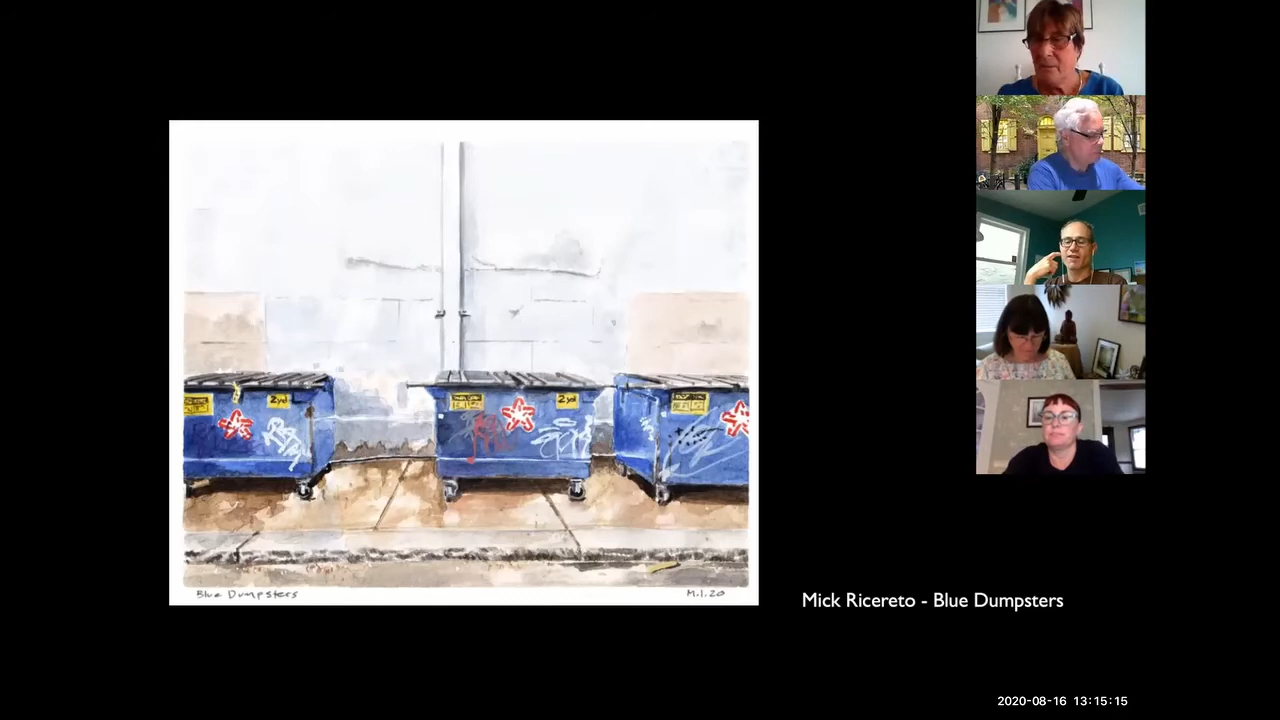 2yd
2yd
Blue Dumpsters
M.I.20
Mick Ricereto - Blue Dumpsters
2020-08-16 13:15:15